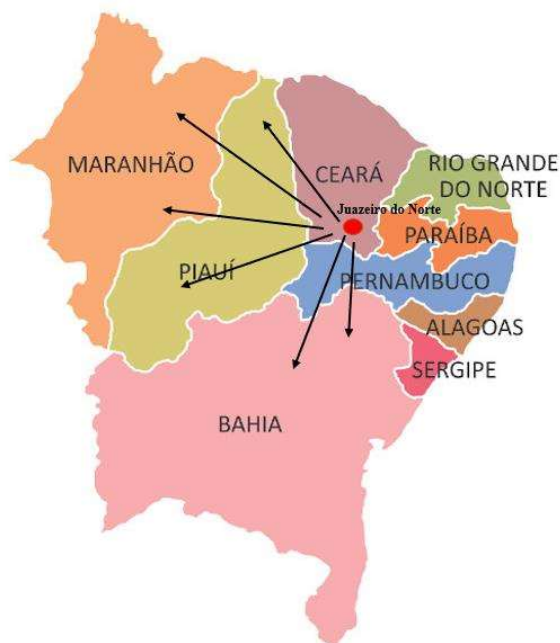 MARANHÃO
CEARÁ
RIO GRANDE
DO NORTE
Juazeiro do Norte
PARAÍBA
PIAUÍ
PERNAMBUCO
ALAGOAS
SERGIPE
BAHIA